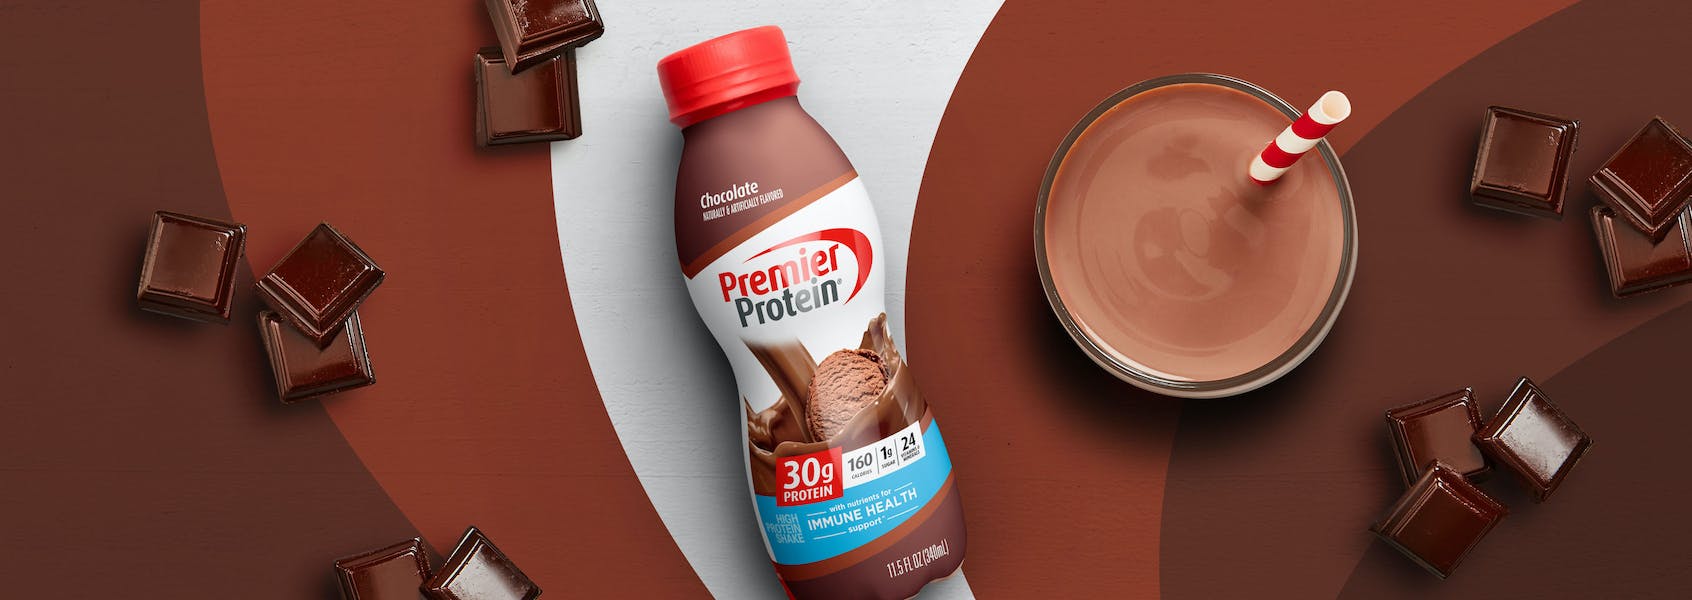 Chocolate
NATURALLY & ARTIFICIALLY FLAVORED
Premier
Protein®
30g
PROTEIN
160
CALORIES
1g
SUGAR
24
VITAMINS &
MINERALS
HIGH
PROTEIN
SHAKE
with nutrients for
IMMUNE HEALTH
support
11.5 FL OZ (340mL)